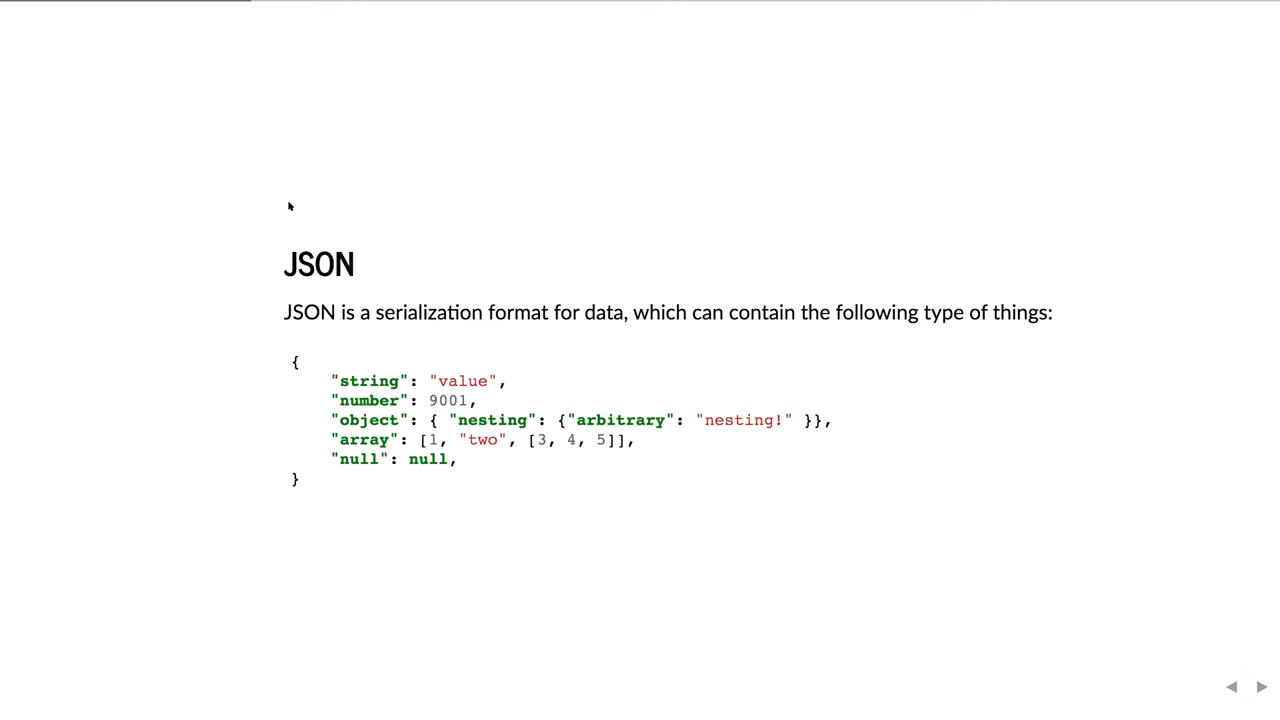 JSON
JSON is a serialization format for data, which can contain the following type of things:
{
    "string": "value",
    "number": 9001,
    "object": { "nesting": {"arbitrary": "nesting!" }},
    "array": [1, "two", [3, 4, 5]],
    "null": null,
}